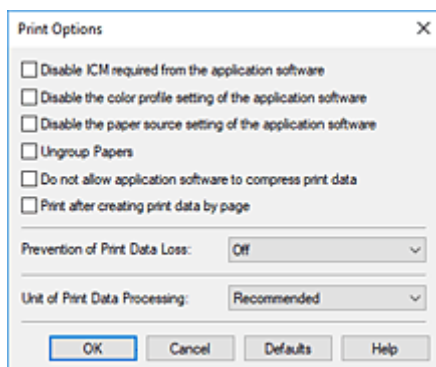 Print Options
Disable ICM required from the application software
Disable the color profile setting of the application software
Disable the paper source setting of the application software
Ungroup Papers
Do not allow application software to compress print data
Print after creating print data by page
Prevention of Print Data Loss: Off
Unit of Print Data Processing: Recommended
OK Cancel Defaults Help